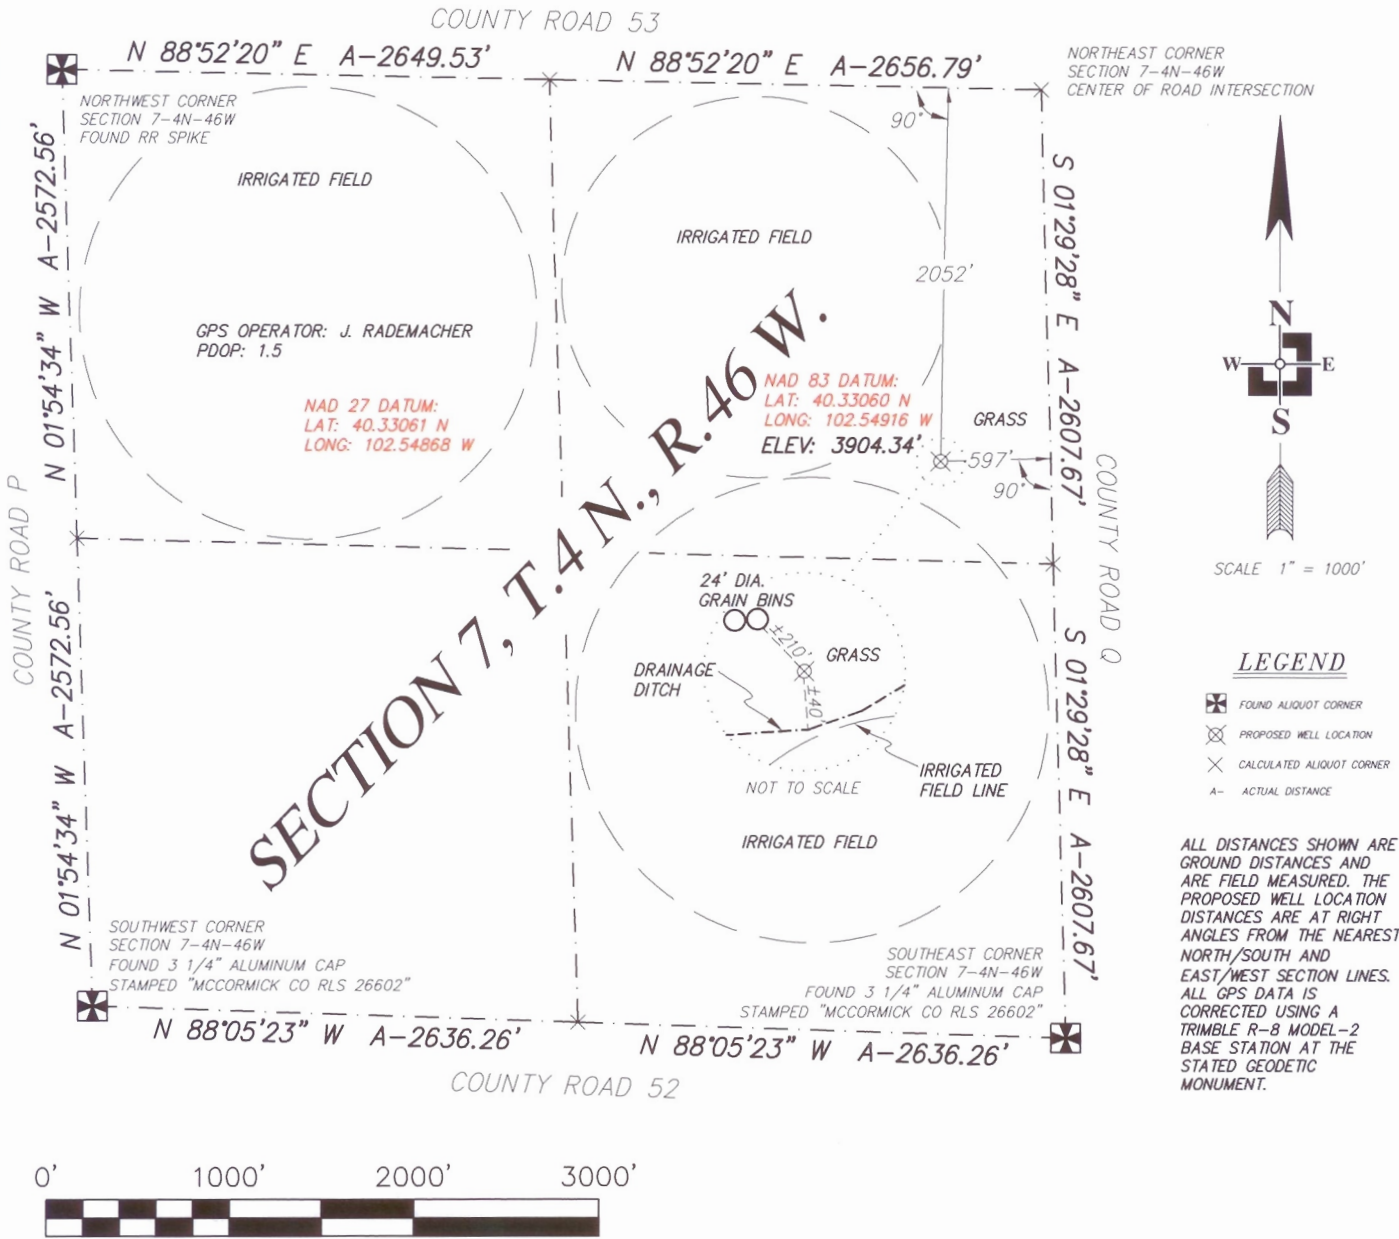 COUNTY ROAD 53
N 88°52'20" E A-2649.53'
N 88°52'20" E A-2656.79'
NORTHWEST CORNER
SECTION 7-4N-46W
FOUND RR SPIKE
NORTHEAST CORNER
SECTION 7-4N-46W
CENTER OF ROAD INTERSECTION
90°
N 01°54'34" W A-2572.56'
IRRIGATED FIELD
IRRIGATED FIELD
S 01°29'28" E A-2607.67'
2052'
GPS OPERATOR: J. RADEMACHER
PDOP: 1.5
NAD 27 DATUM:
LAT: 40.33061 N
LONG: 102.54868 W
NAD 83 DATUM:
LAT: 40.33060 N
LONG: 102.54916 W
ELEV: 3904.34'
GRASS
597'
90°
N
W
E
S
SCALE 1" = 1000'
COUNTY ROAD P
COUNTY ROAD Q
SECTION 7, T.4 N., R.46 W.
24' DIA.
GRAIN BINS
±210'
GRASS
DRAINAGE
DITCH
±40'
IRRIGATED
FIELD LINE
NOT TO SCALE
IRRIGATED FIELD
N 01°54'34" W A-2572.56'
S 01°29'28" E A-2607.67'
LEGEND
FOUND ALIQUOT CORNER
PROPOSED WELL LOCATION
CALCULATED ALIQUOT CORNER
A- ACTUAL DISTANCE
ALL DISTANCES SHOWN ARE
GROUND DISTANCES AND
ARE FIELD MEASURED. THE
PROPOSED WELL LOCATION
DISTANCES ARE AT RIGHT
ANGLES FROM THE NEAREST
NORTH/SOUTH AND
EAST/WEST SECTION LINES.
ALL GPS DATA IS
CORRECTED USING A
TRIMBLE R-8 MODEL-2
BASE STATION AT THE
STATED GEODETIC
MONUMENT.
SOUTHWEST CORNER
SECTION 7-4N-46W
FOUND 3 1/4" ALUMINUM CAP
STAMPED "MCCORMICK CO RLS 26602"
SOUTHEAST CORNER
SECTION 7-4N-46W
FOUND 3 1/4" ALUMINUM CAP
STAMPED "MCCORMICK CO RLS 26602"
N 88°05'23" W A-2636.26'
N 88°05'23" W A-2636.26'
COUNTY ROAD 52
0' 1000' 2000' 3000'